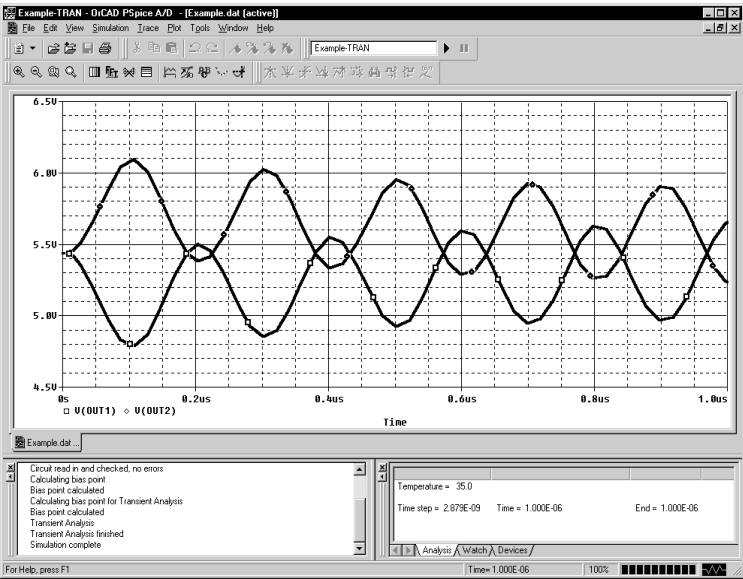 Example-TRAN - OrCAD PSpice A/D - [Example.dat (active)]
File Edit View Simulation Trace Plot Tools Window Help
Example-TRAN
6.5V
6.0V
5.5V
5.0V
4.5V
0s 0.2us 0.4us 0.6us 0.8us 1.0us
V(OUT1) V(OUT2)
Time
Example.dat ...
Circuit read in and checked, no errors
Calculating bias point
Bias point calculated
Calculating bias point for Transient Analysis
Bias point calculated
Transient Analysis
Transient Analysis finished
Simulation complete
Temperature = 35.0
Time step = 2.879E-09 Time = 1.000E-06 End = 1.000E-06
Analysis Watch Devices
For Help, press F1 Time= 1.000E-06 100%